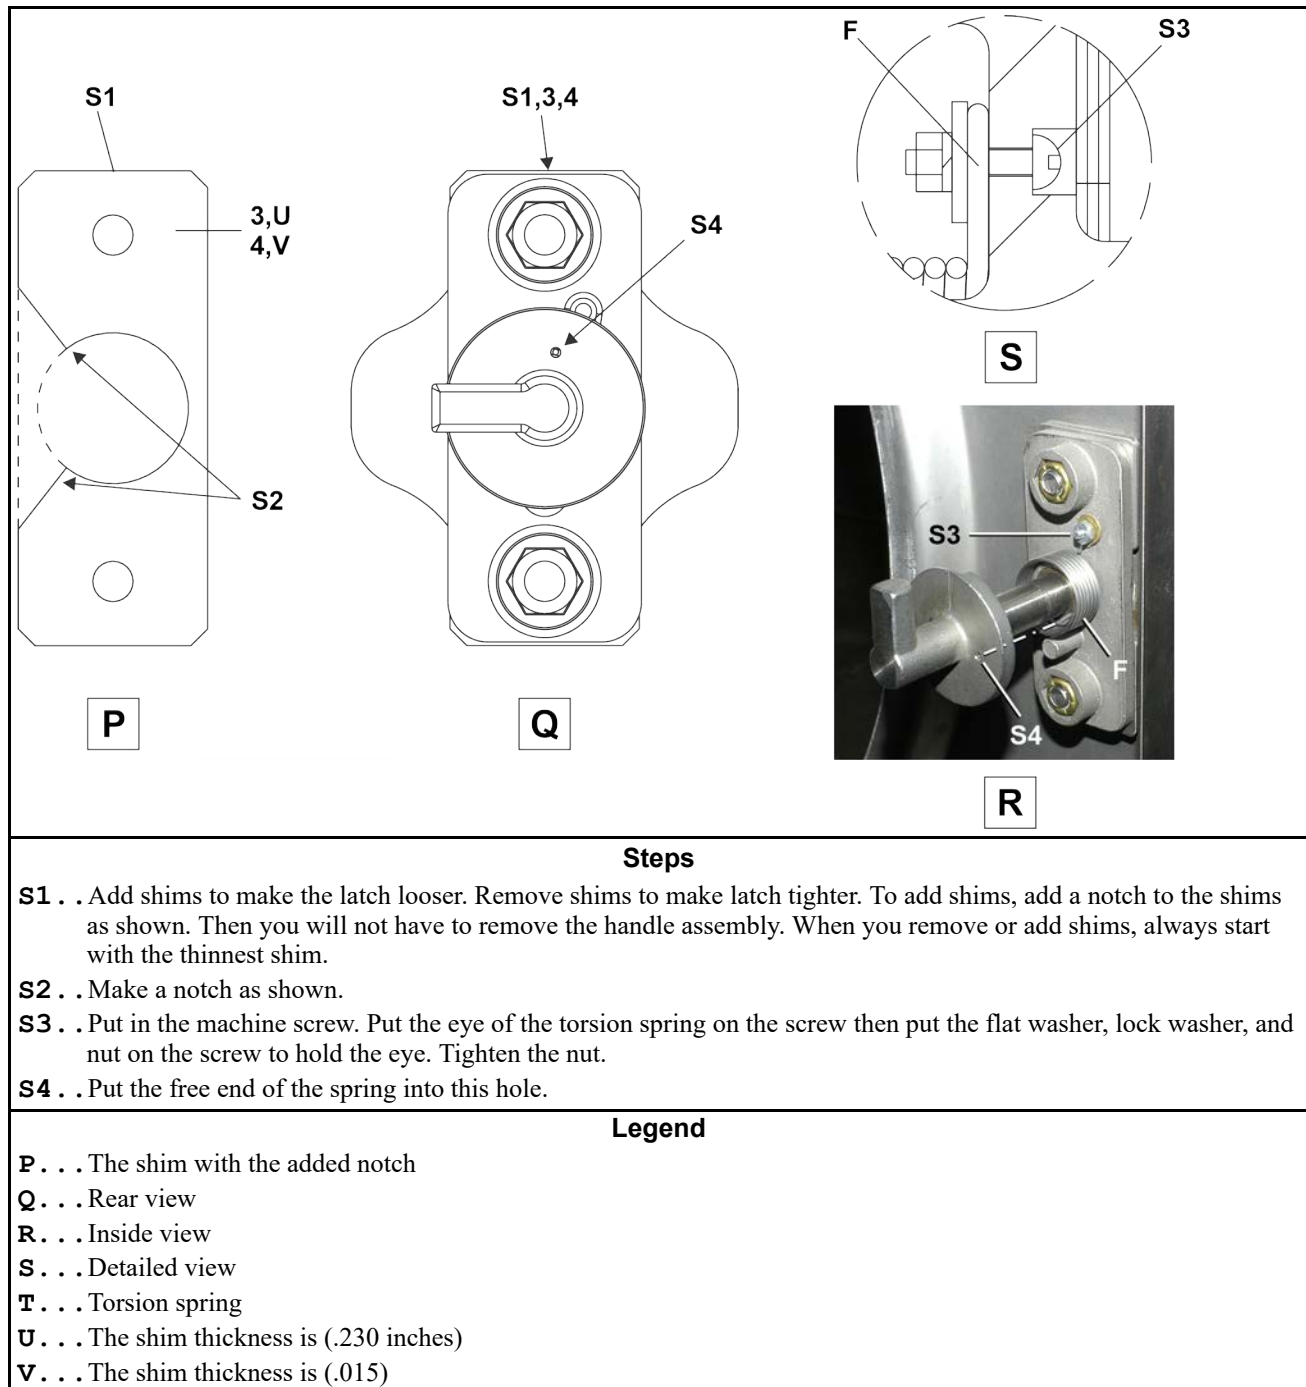 S1
3,U
4,V
S2
P
S1,3,4
S4
Q
F
S3
S
S3
F
S4
R
Steps
S1..Add shims to make the latch looser. Remove shims to make latch tighter. To add shims, add a notch to the shims
as shown. Then you will not have to remove the handle assembly. When you remove or add shims, always start
with the thinnest shim.
S2..Make a notch as shown.
S3..Put in the machine screw. Put the eye of the torsion spring on the screw then put the flat washer, lock washer, and
nut on the screw to hold the eye. Tighten the nut.
S4..Put the free end of the spring into this hole.
Legend
P...The shim with the added notch
Q...Rear view
R...Inside view
S...Detailed view
T...Torsion spring
U...The shim thickness is (.230 inches)
V...The shim thickness is (.015)